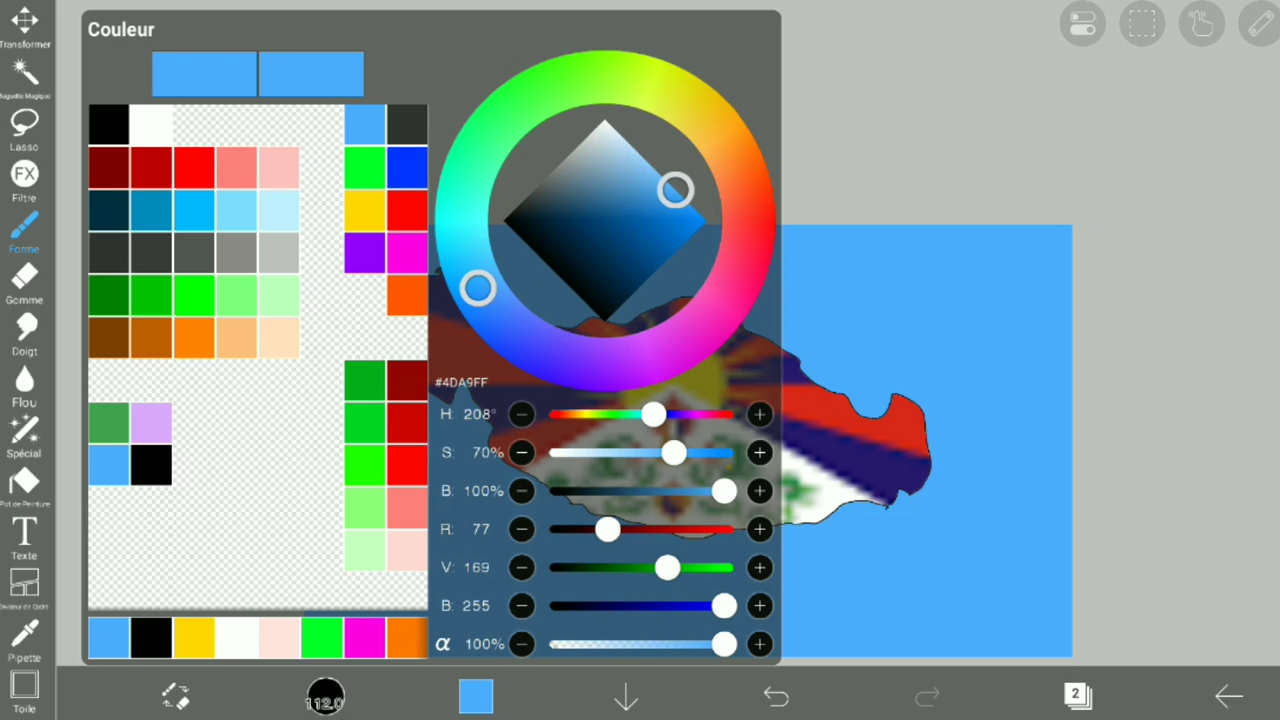 Couleur
Transformer
Baguette Magique
Lasso
FX
Filtre
Forme
Gomme
Doigt
Flou
Spécial
Pot de Peinture
T
Texte
Diviseur de Cadre
Pipette
Toile
#4DA9FF
H: 208°
S: 70%
B: 100%
R: 77
V: 169
B: 255
α 100%
112.0
2